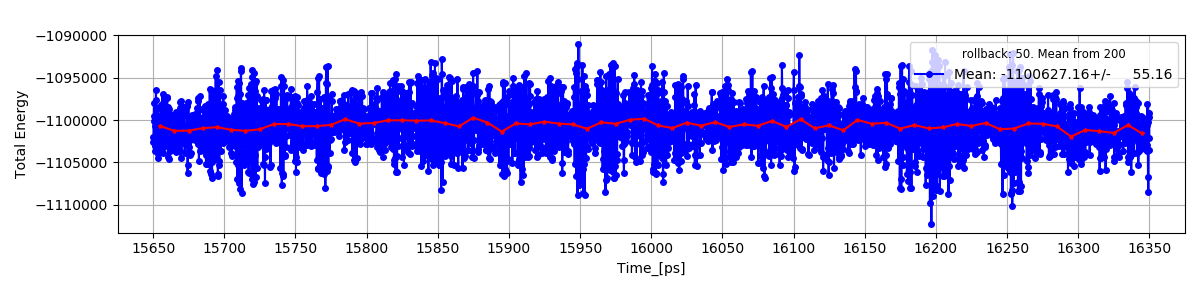 −1090000
−1095000
−1100000
−1105000
−1110000
Total Energy
rollback: 50. Mean from 200
Mean: -1100627.16+/- 55.16
15650 15700 15750 15800 15850 15900 15950 16000 16050 16100 16150 16200 16250 16300 16350
Time_[ps]